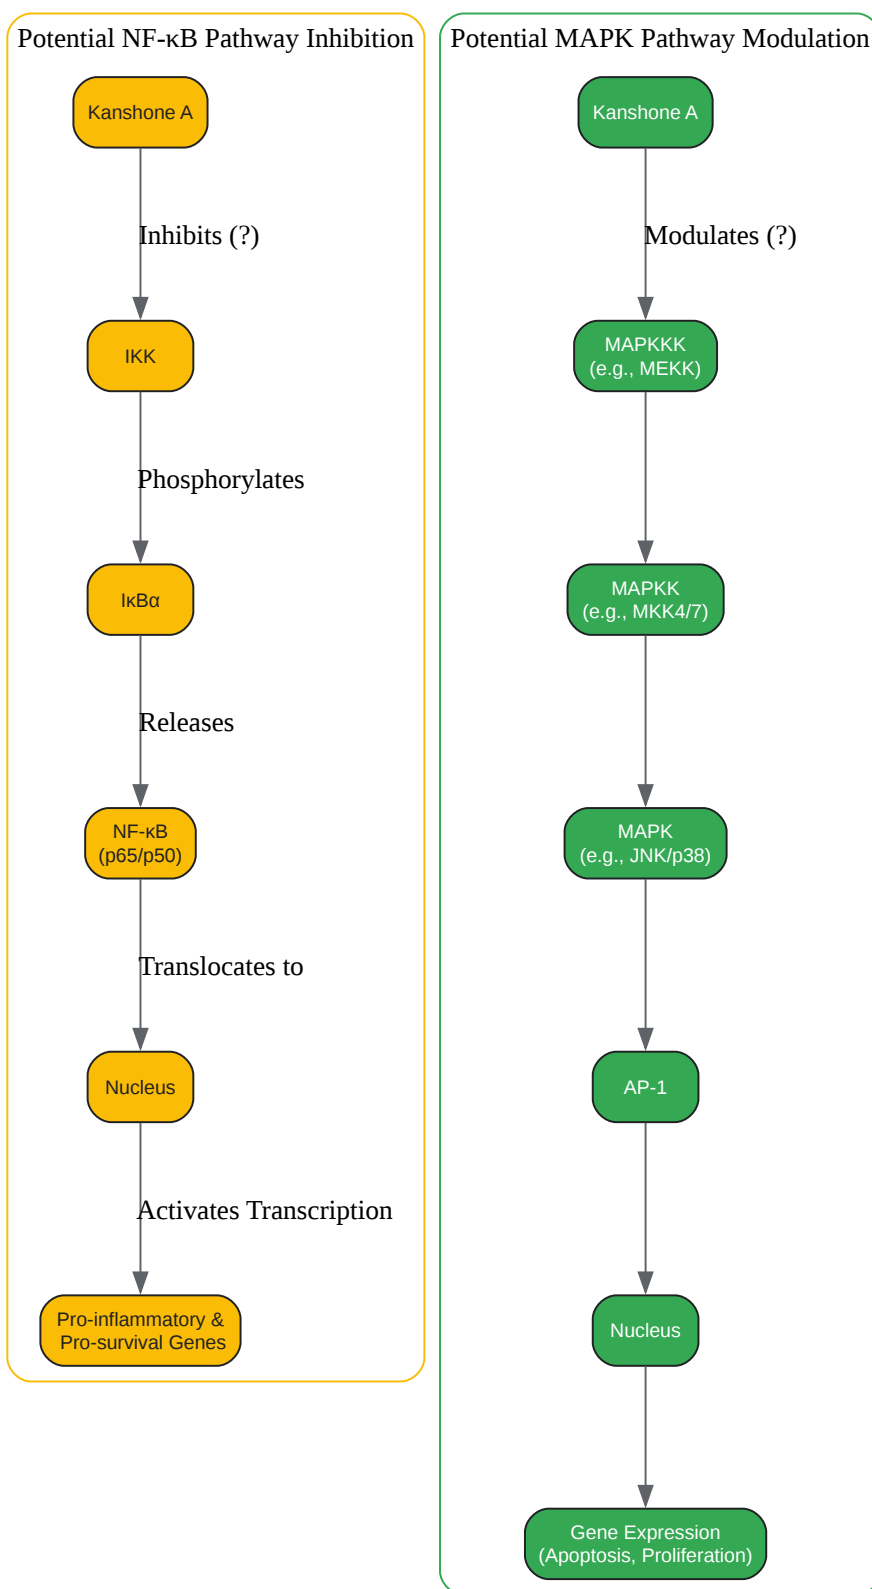 Potential NF-κB Pathway Inhibition
Kanshone A
Inhibits (?)
IKK
Phosphorylates
IκBα
Releases
NF-κB
(p65/p50)
Translocates to
Nucleus
Activates Transcription
Pro-inflammatory &
Pro-survival Genes
Potential MAPK Pathway Modulation
Kanshone A
Modulates (?)
MAPKKK
(e.g., MEKK)
MAPKK
(e.g., MKK4/7)
MAPK
(e.g., JNK/p38)
AP-1
Nucleus
Gene Expression
(Apoptosis, Proliferation)